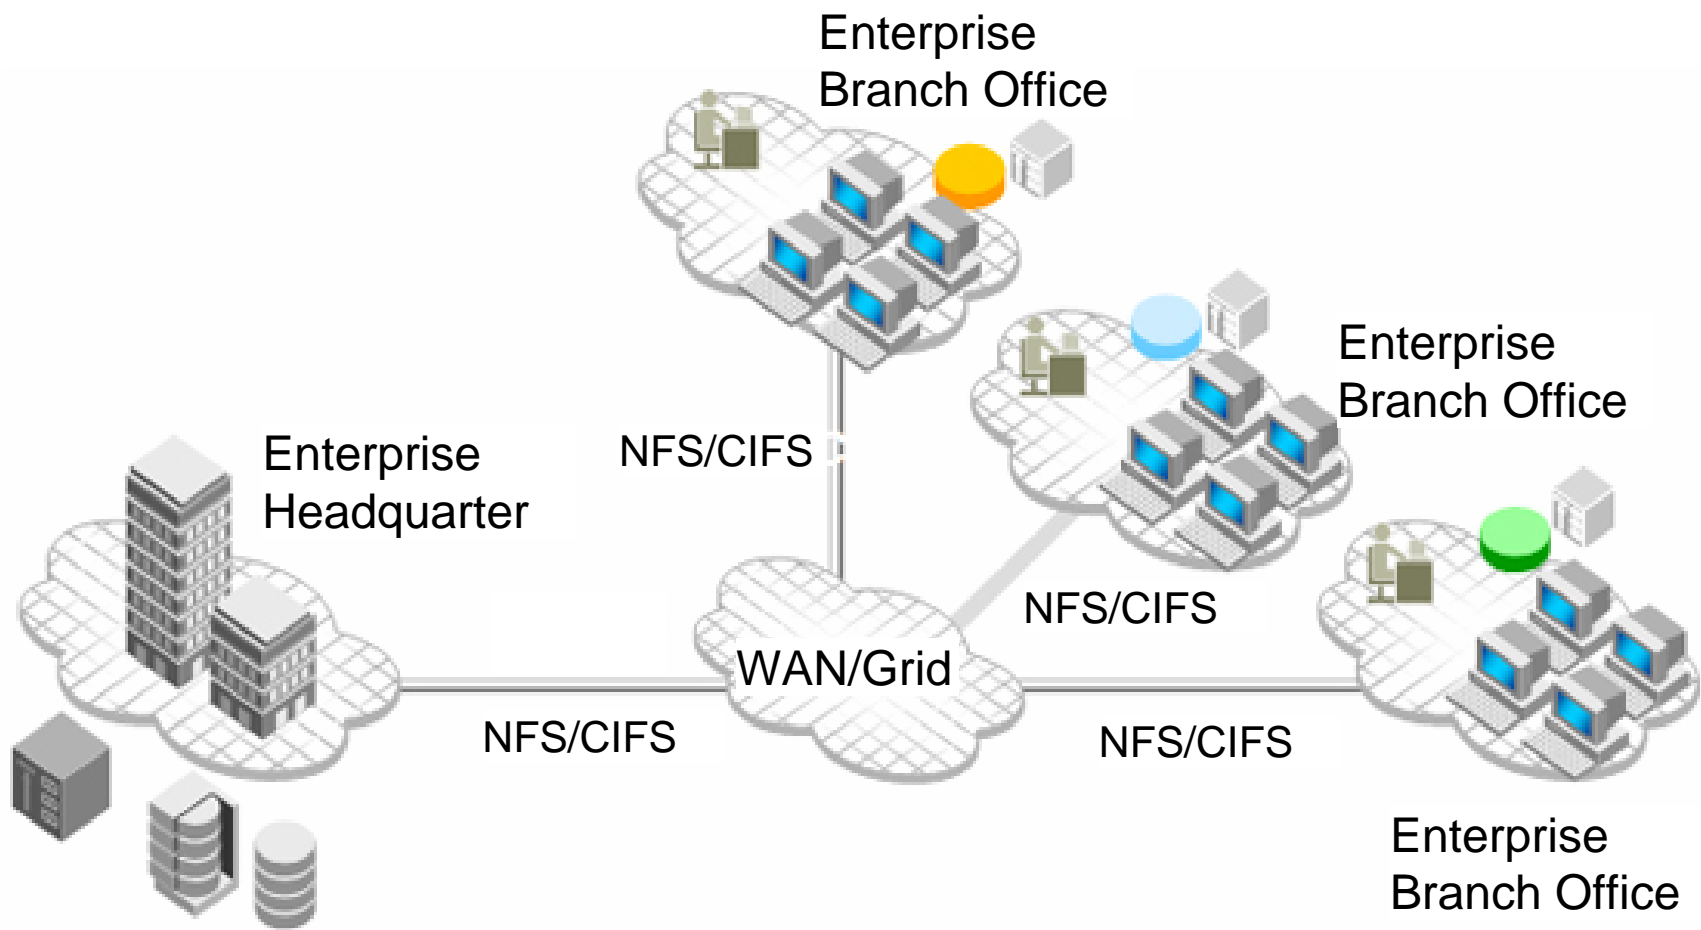 Enterprise
Branch Office
Enterprise
Branch Office
Enterprise
Headquarter
NFS/CIFS
NFS/CIFS
WAN/Grid
NFS/CIFS
NFS/CIFS
Enterprise
Branch Office